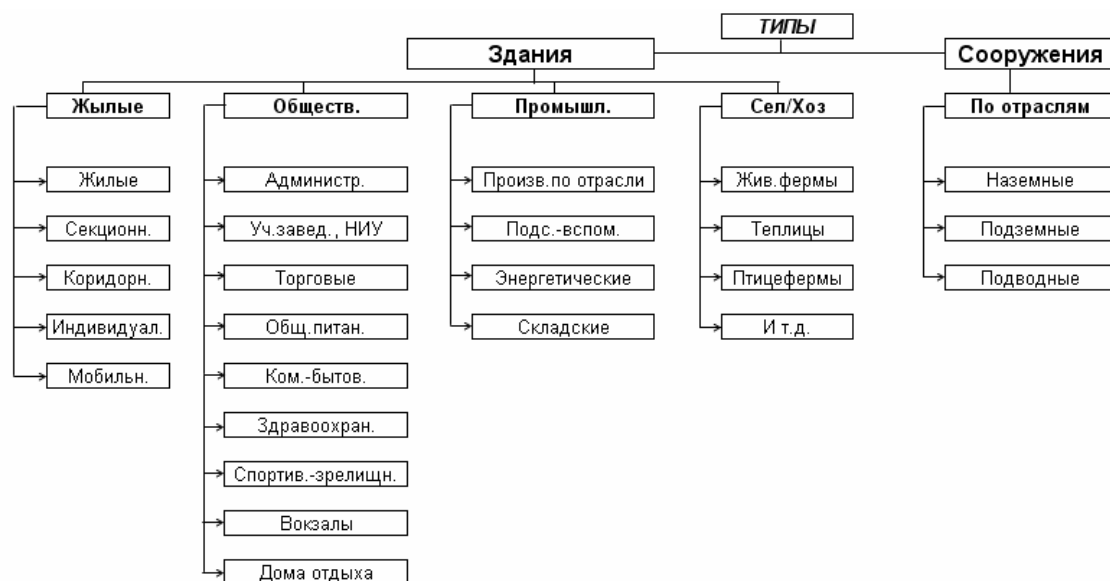 ТИПЫ
Здания
Сооружения
Жылые
Обществ.
Промышл.
Сел/Хоз
По отраслям
Жилые
Администр.
Произв.по отрасли
Жив.фермы
Наземные
Секционн.
Уч.завед., НИУ
Подс.-вспом.
Теплицы
Подземные
Коридорн.
Торговые
Энергетические
Птицефермы
Подводные
Индивидуал.
Общ.питан.
Складские
И т.д.
Мобильн.
Ком.-бытов.
Здравоохран.
Спортив.-зрелищн.
Вокзалы
Дома отдыха